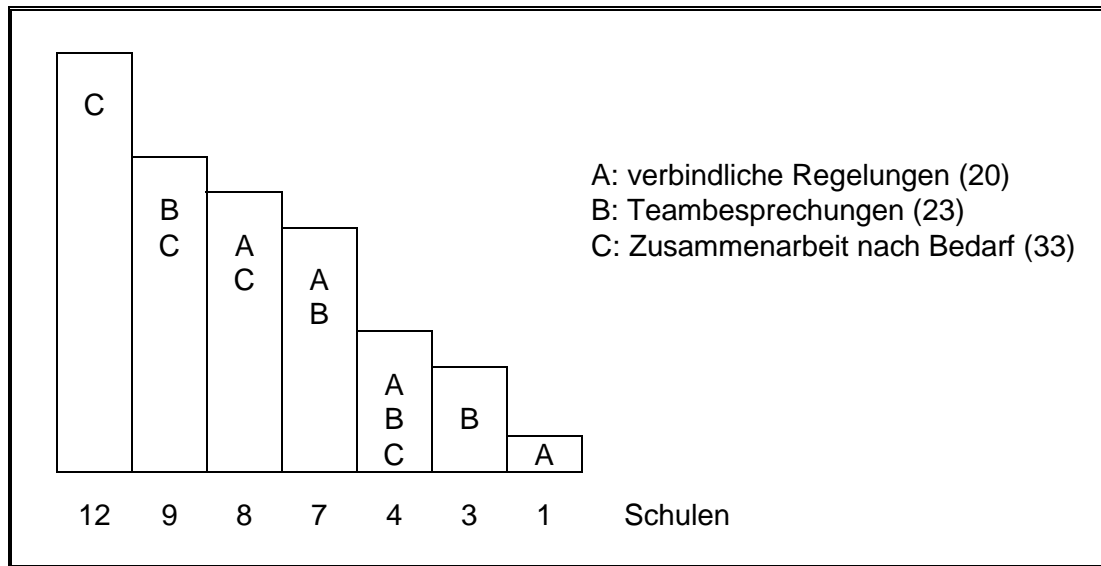 C
B
C
A
C
A
B
A
B
C
B
A
A: verbindliche Regelungen (20)
B: Teambesprechungen (23)
C: Zusammenarbeit nach Bedarf (33)
12 9 8 7 4 3 1 Schulen